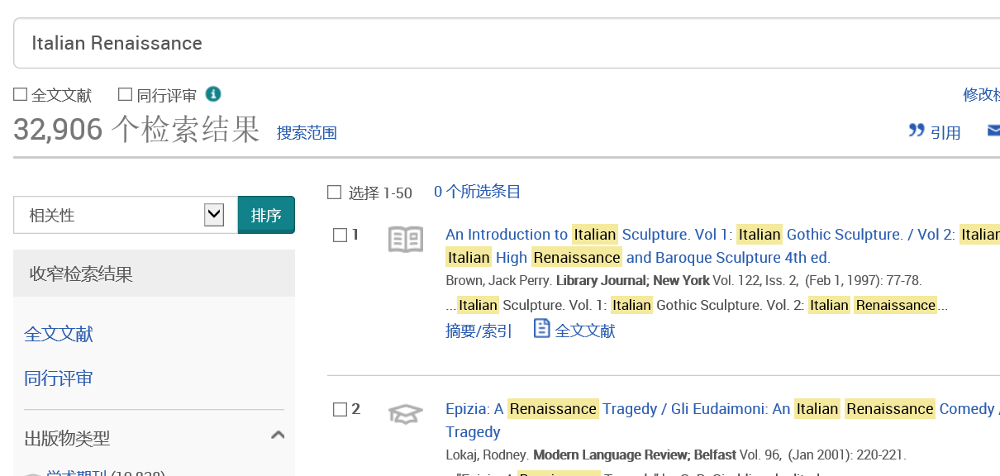 Italian Renaissance
全文文献 同行评审
修改
32,906 个检索结果 搜索范围
引用
选择 1-50 0 个所选条目
相关性 排序
收窄检索结果
全文文献
同行评审
出版物类型
学术期刊
1 An Introduction to Italian Sculpture. Vol 1: Italian Gothic Sculpture. / Vol 2: Italian
Italian High Renaissance and Baroque Sculpture 4th ed.
Brown, Jack Perry. Library Journal; New York Vol. 122, Iss. 2, (Feb 1, 1997): 77-78.
...Italian Sculpture. Vol. 1: Italian Gothic Sculpture. Vol. 2: Italian Renaissance...
摘要/索引 全文文献
2 Epizia: A Renaissance Tragedy / Gli Eudaimoni: An Italian Renaissance Comedy /
Tragedy
Lokaj, Rodney. Modern Language Review; Belfast Vol. 96, (Jan 2001): 220-221.